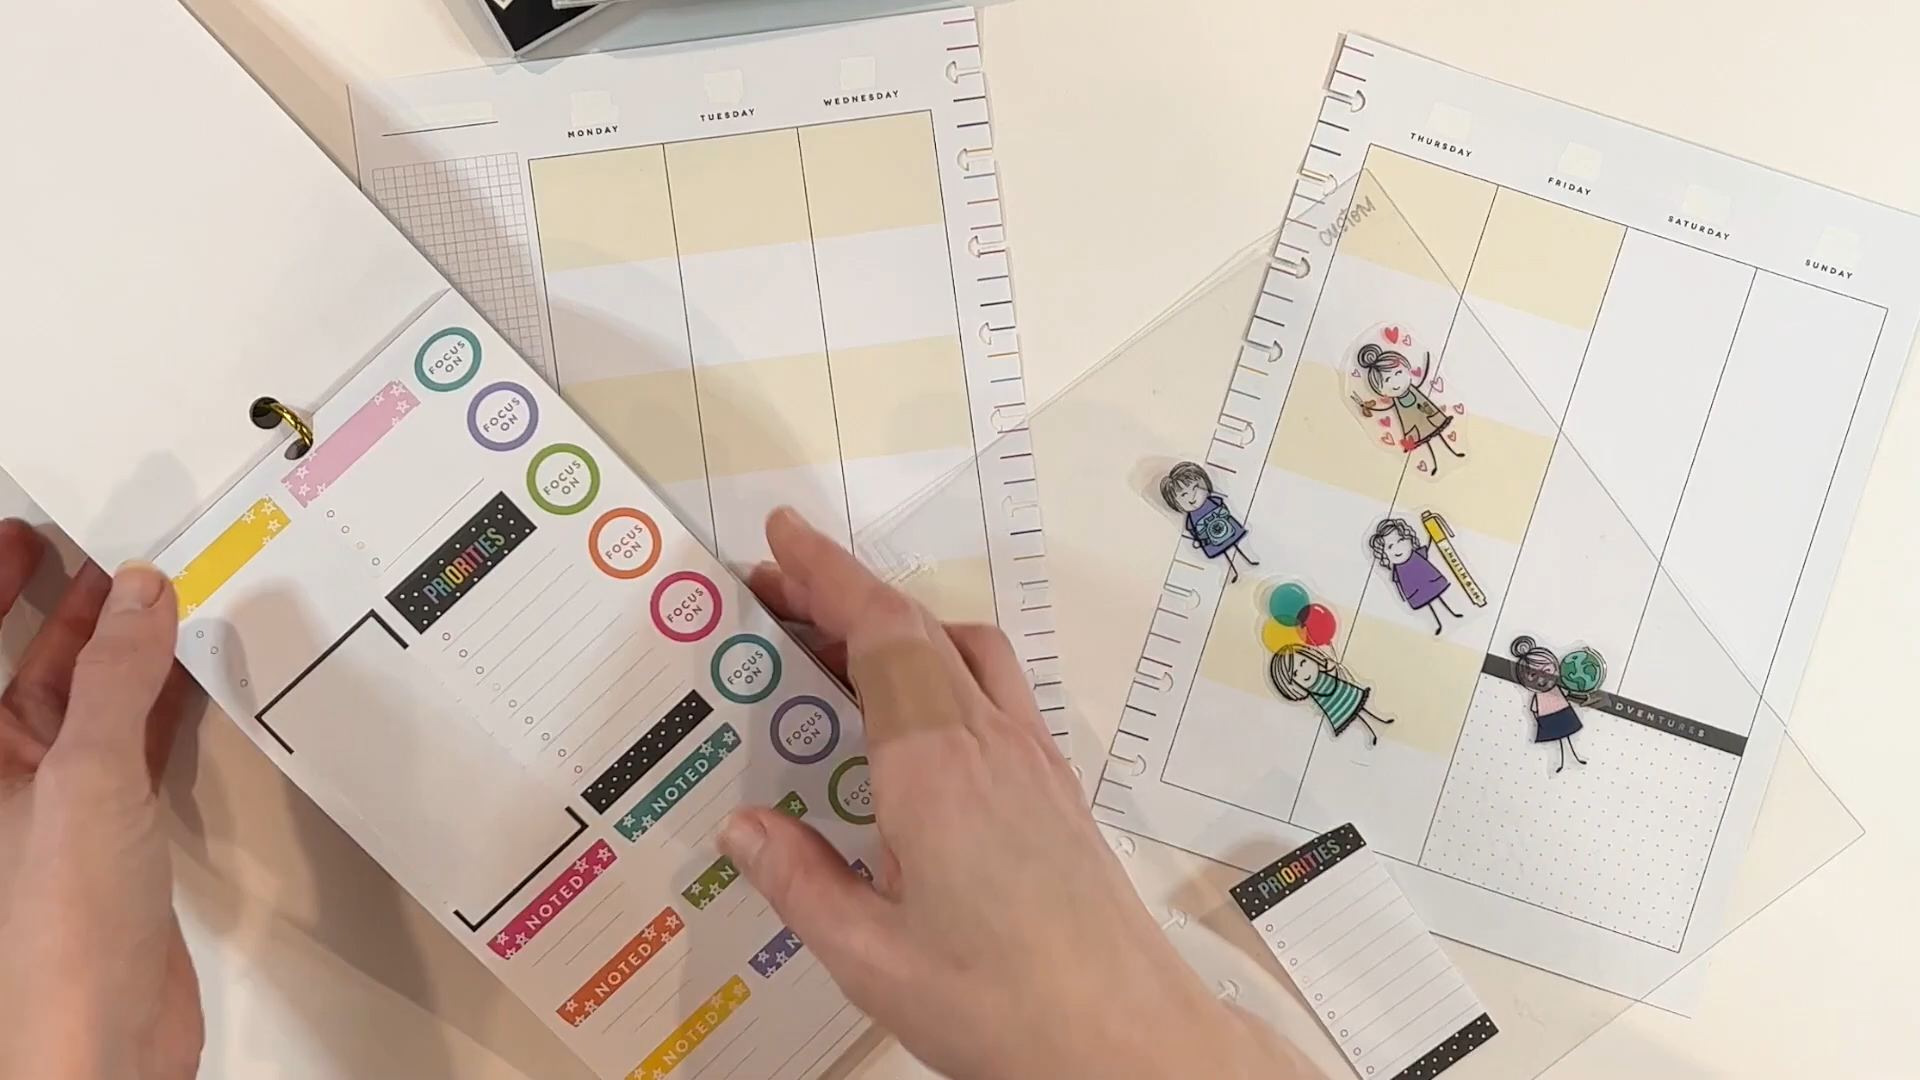 MONDAY
TUESDAY
WEDNESDAY
THURSDAY
FRIDAY
SATURDAY
SUNDAY
CUSTOM
FOCUS
ON
FOCUS
ON
FOCUS
ON
FOCUS
ON
FOCUS
ON
FOCUS
ON
FOCUS
ON
FOCUS
PRIORITIES
NOTED
NOTED
NOTED
NOTED
N
N
DVENTURES
PRIORITIES